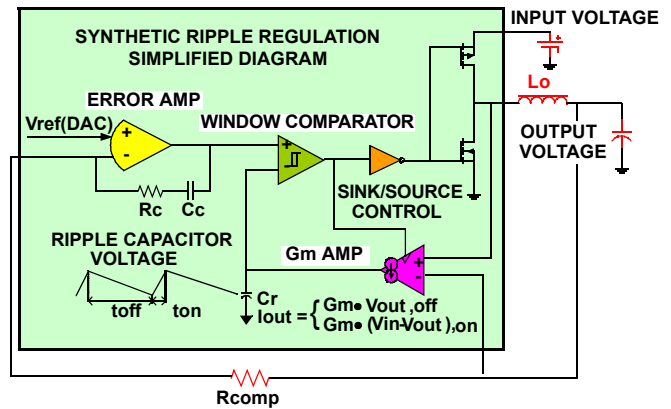 SYNTHETIC RIPPLE REGULATION
SIMPLIFIED DIAGRAM
INPUT VOLTAGE
+
ERROR AMP
Lo
Vref(DAC)
+
-
WINDOW COMPARATOR
+
OUTPUT
VOLTAGE
+
Rc
Cc
SINK/SOURCE
CONTROL
RIPPLE CAPACITOR
VOLTAGE
Gm AMP
+
-
toff
ton
Cr
Iout = { Gm• Vout ,off
Gm• (Vin-Vout ),on
Rcomp